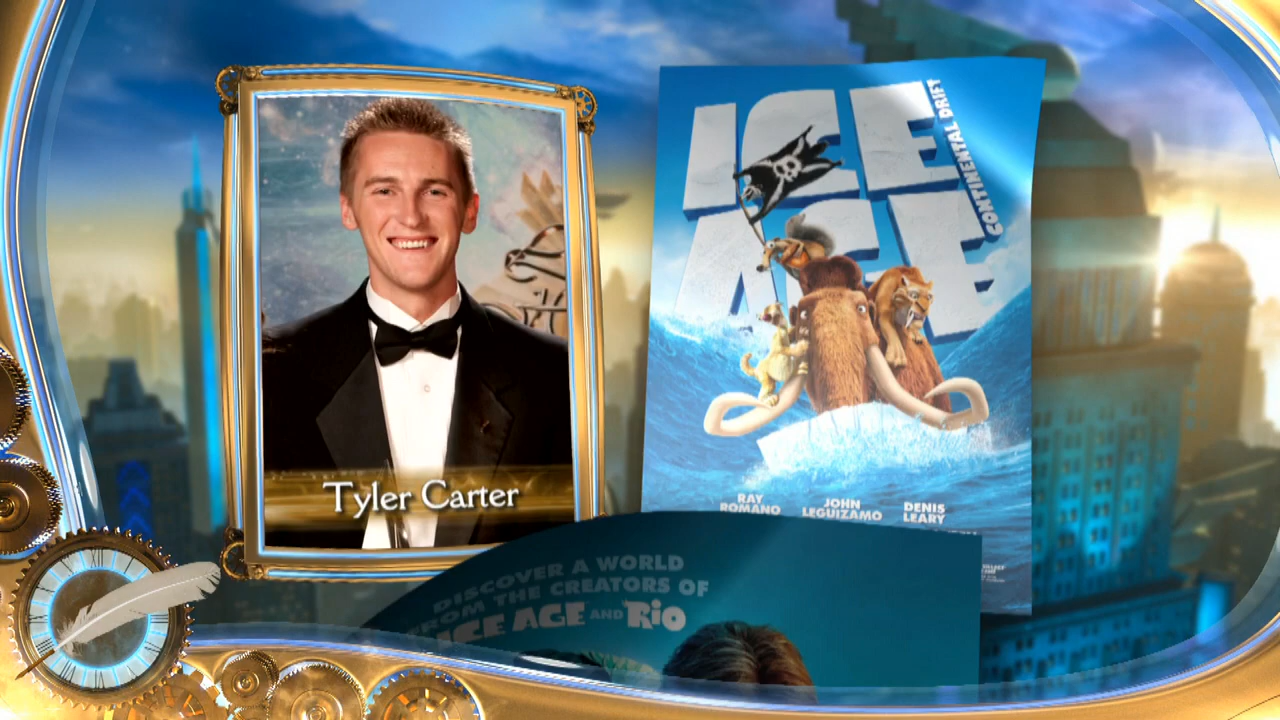 Tyler Carter
ICE
AGE
CONTINENTAL DRIFT
RAY
ROMANO
JOHN
LEGUIZAMO
DENIS
LEARY
DISCOVER A WORLD
FROM THE CREATORS OF
ICE AGE AND RiO